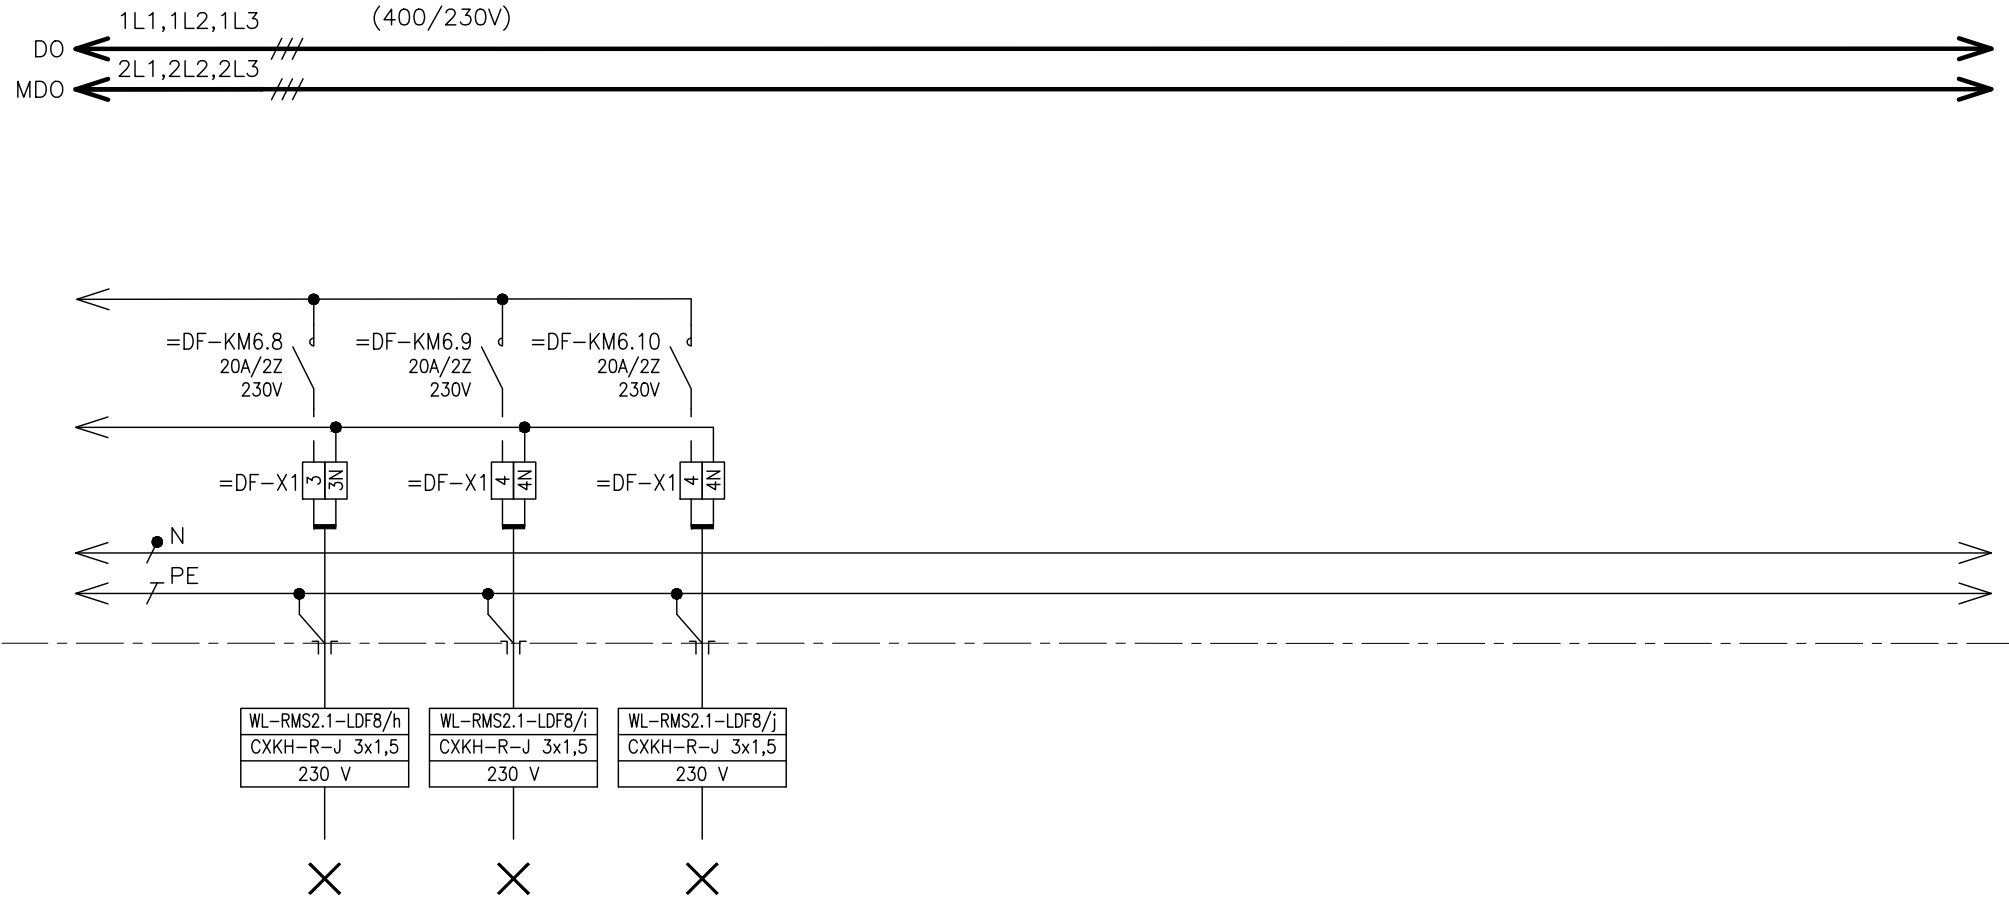 1L1,1L2,1L3 (400/230V)
DO
2L1,2L2,2L3
MDO
=DF-KM6.8 =DF-KM6.9 =DF-KM6.10
20A/2Z 20A/2Z 20A/2Z
230V 230V 230V
=DF-X1 3 3N =DF-X1 4 4N =DF-X1 4 4N
N
PE
WL-RMS2.1-LDF8/h WL-RMS2.1-LDF8/i WL-RMS2.1-LDF8/j
CXKH-R-J 3x1,5 CXKH-R-J 3x1,5 CXKH-R-J 3x1,5
230 V 230 V 230 V